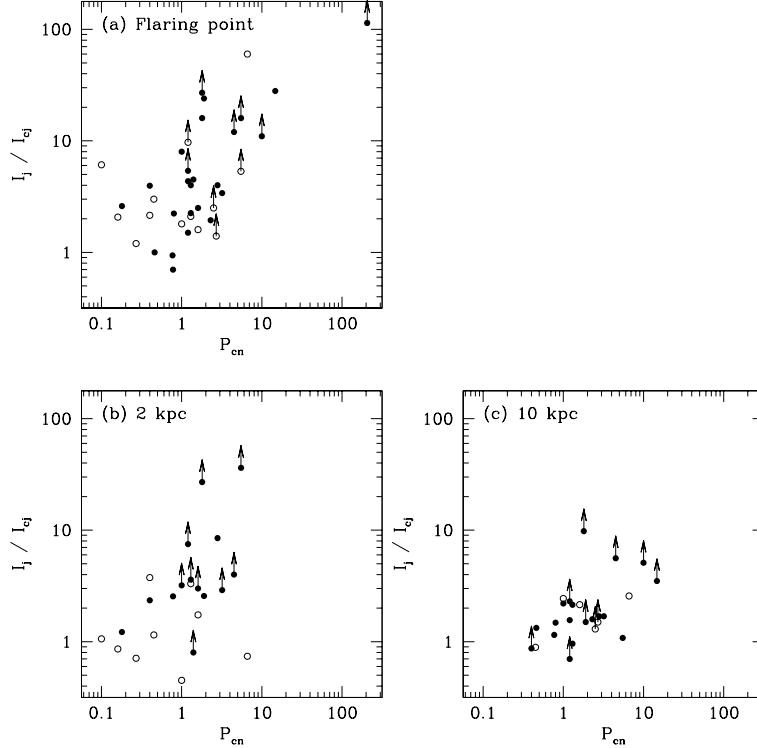 (a) Flaring point
100
10
1
I_j / I_cj
0.1 1 10 100
P_cn
(b) 2 kpc
100
10
1
I_j / I_cj
0.1 1 10 100
P_cn
(c) 10 kpc
100
10
1
I_j / I_cj
0.1 1 10 100
P_cn